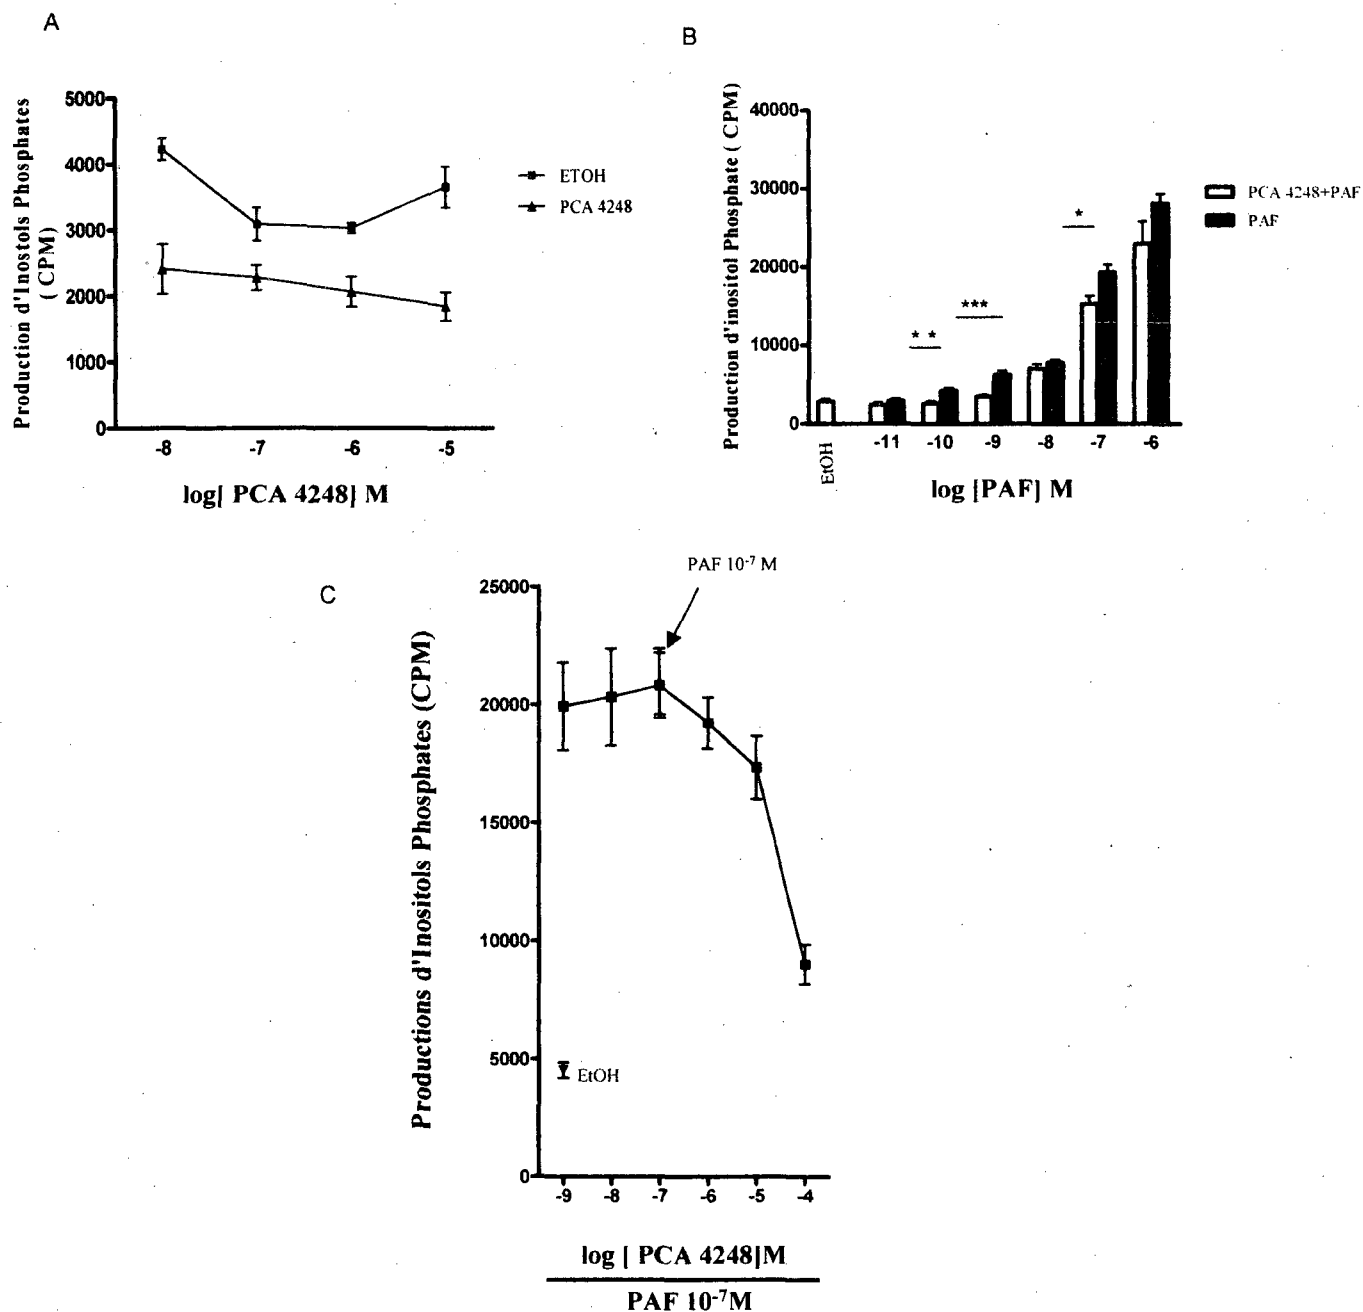 A
Production d'Inostols Phosphates
( CPM)
5000
4000
3000
2000
1000
0
-8
-7
-6
-5
log[ PCA 4248] M
ETOH
PCA 4248
B
Production d'inositol Phosphate ( CPM)
40000
30000
20000
10000
0
* *
***
*
EtOH
-11
-10
-9
-8
-7
-6
log [PAF] M
PCA 4248+PAF
PAF
C
Productions d'Inositols Phosphates (CPM)
25000
20000
15000
10000
5000
0
PAF 10-7 M
EtOH
-9
-8
-7
-6
-5
-4
log [ PCA 4248]M
PAF 10-7M